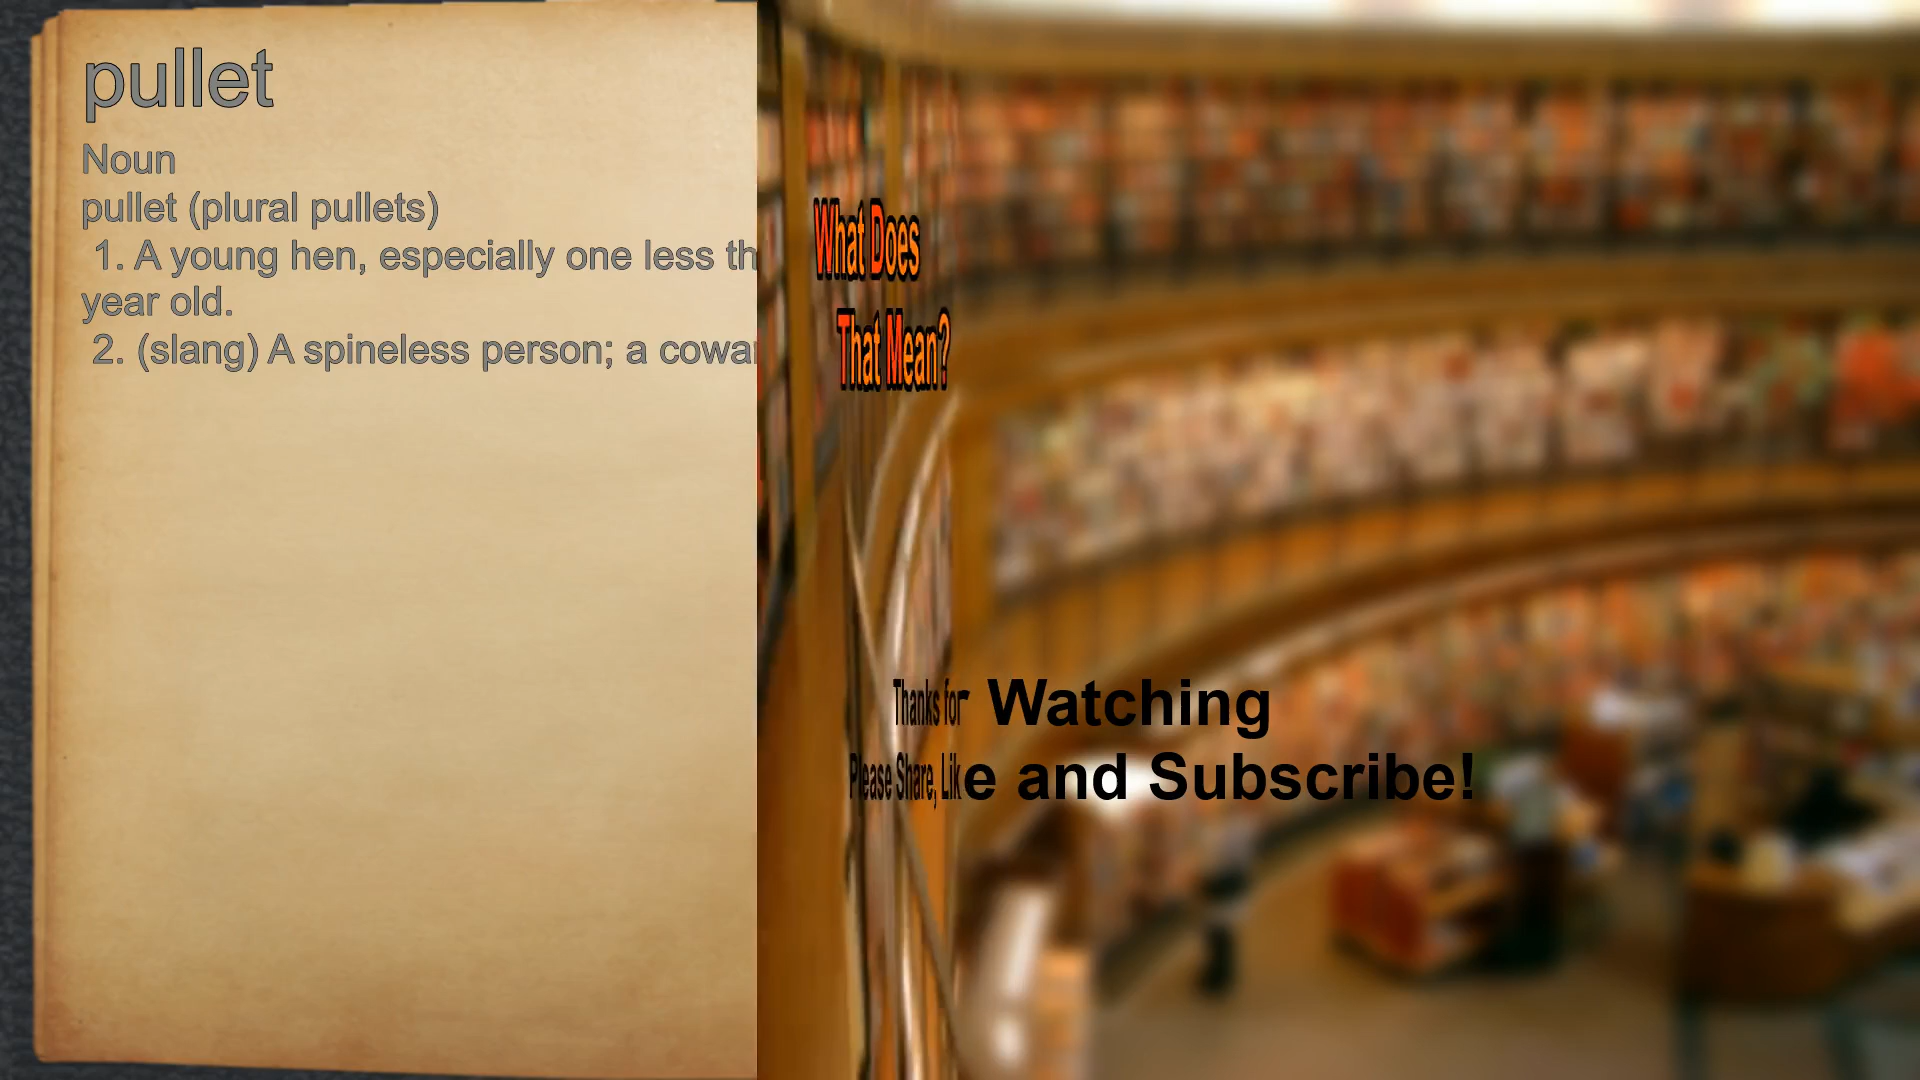 pullet
Noun
pullet (plural pullets)
1. A young hen, especially one less th
year old.
2. (slang) A spineless person; a cowar
What Does
That Mean?
Thanks for Watching
Please Share, Like and Subscribe!